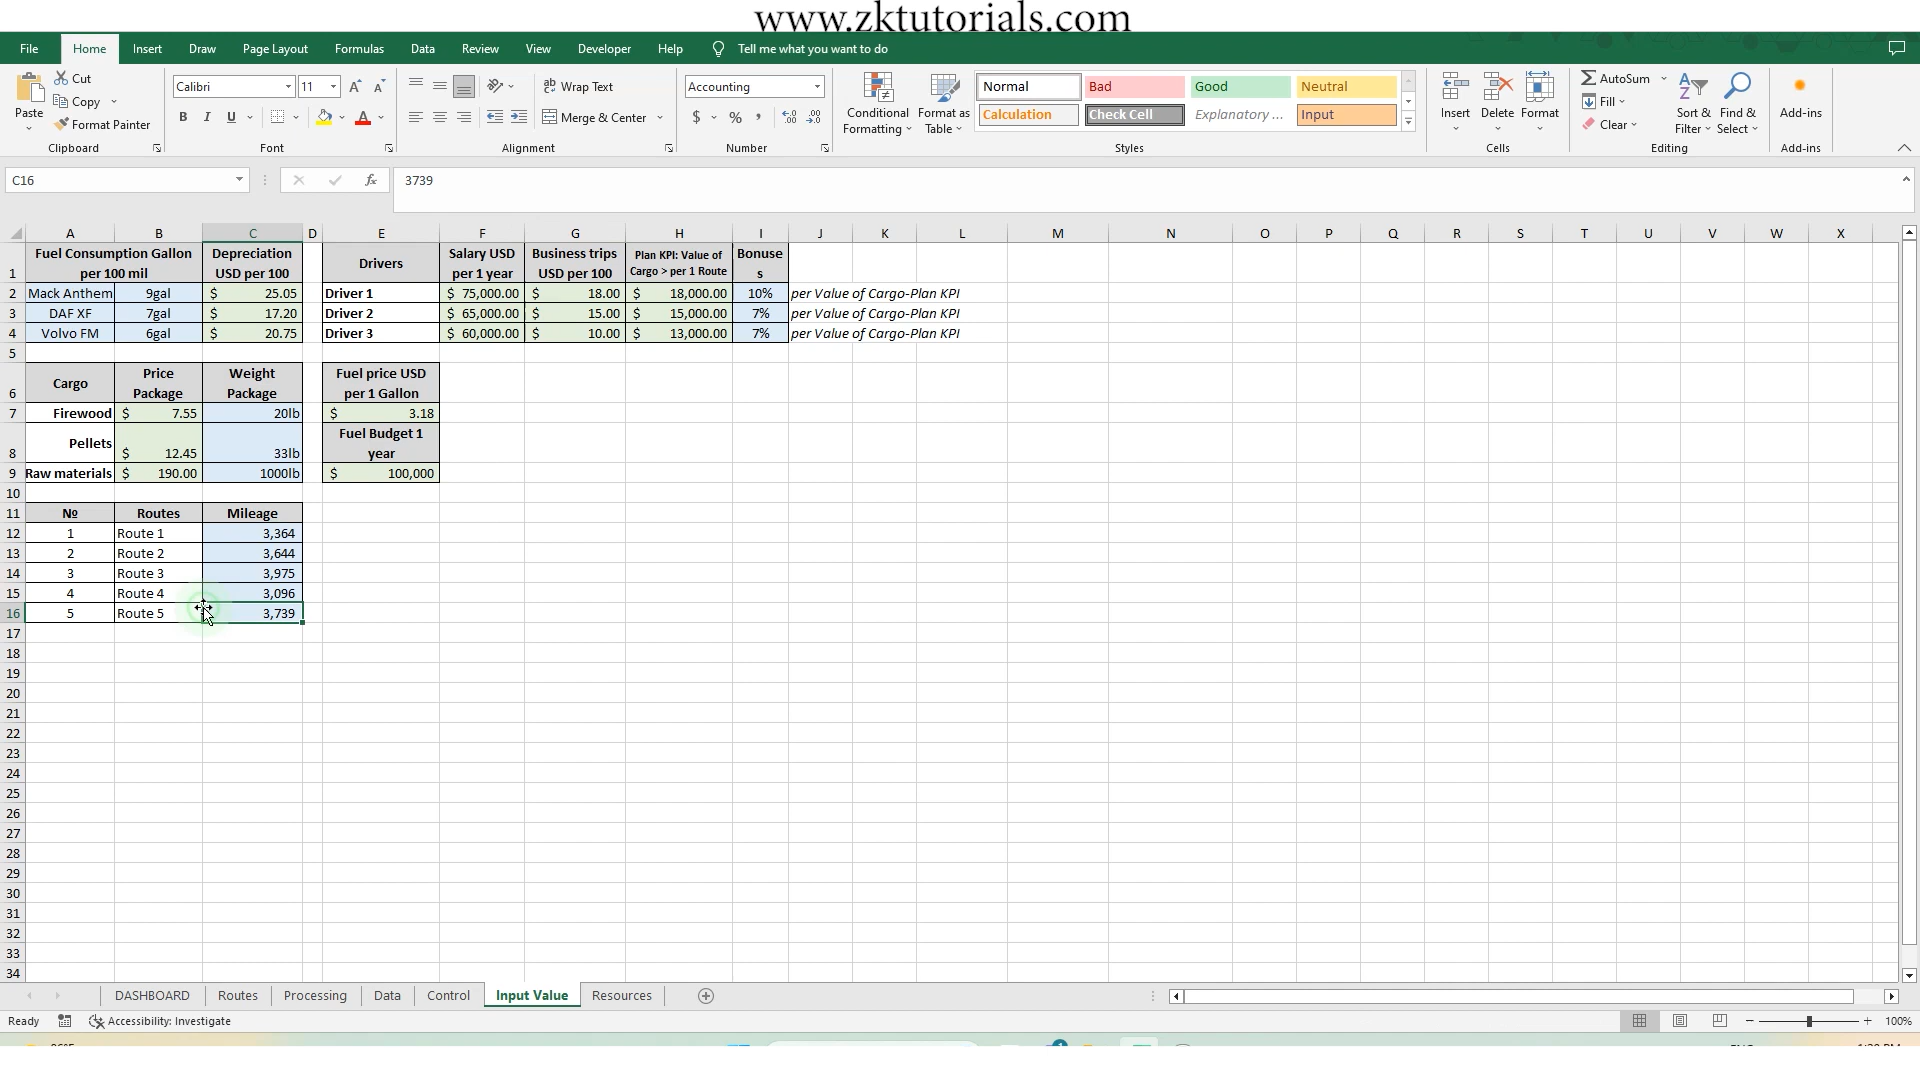 www.zktutorials.com
File Home Insert Draw Page Layout Formulas Data Review View Developer Help Tell me what you want to do
Paste
Cut
Copy
Format Painter
Clipboard
Calibri 11
B I U
Font
Wrap Text
Merge & Center
Alignment
Accounting
$ % ,
Number
Conditional Formatting
Format as Table
Normal Bad Good Neutral
Calculation Check Cell Explanatory ... Input
Styles
Insert Delete Format
Cells
AutoSum
Fill
Clear
Sort & Filter
Find & Select
Editing
Add-ins
Add-ins
C16 fx 3739
A B C D E F G H I J K L M N O P Q R S T U V W X
1 Fuel Consumption Gallon per 100 mil Depreciation USD per 100 Drivers Salary USD per 1 year Business trips USD per 100 Plan KPI: Value of Cargo > per 1 Route Bonuses
2 Mack Anthem 9gal $ 25.05 Driver 1 $ 75,000.00 $ 18.00 $ 18,000.00 10% per Value of Cargo-Plan KPI
3 DAF XF 7gal $ 17.20 Driver 2 $ 65,000.00 $ 15.00 $ 15,000.00 7% per Value of Cargo-Plan KPI
4 Volvo FM 6gal $ 20.75 Driver 3 $ 60,000.00 $ 10.00 $ 13,000.00 7% per Value of Cargo-Plan KPI
5
6 Cargo Price Package Weight Package Fuel price USD per 1 Gallon
7 Firewood $ 7.55 20lb $ 3.18
8 Pellets $ 12.45 33lb Fuel Budget 1 year
9 Raw materials $ 190.00 1000lb $ 100,000
10
11 № Routes Mileage
12 1 Route 1 3,364
13 2 Route 2 3,644
14 3 Route 3 3,975
15 4 Route 4 3,096
16 5 Route 5 3,739
17
18
19
20
21
22
23
24
25
26
27
28
29
30
31
32
33
34
DASHBOARD Routes Processing Data Control Input Value Resources
Ready Accessibility: Investigate 100%